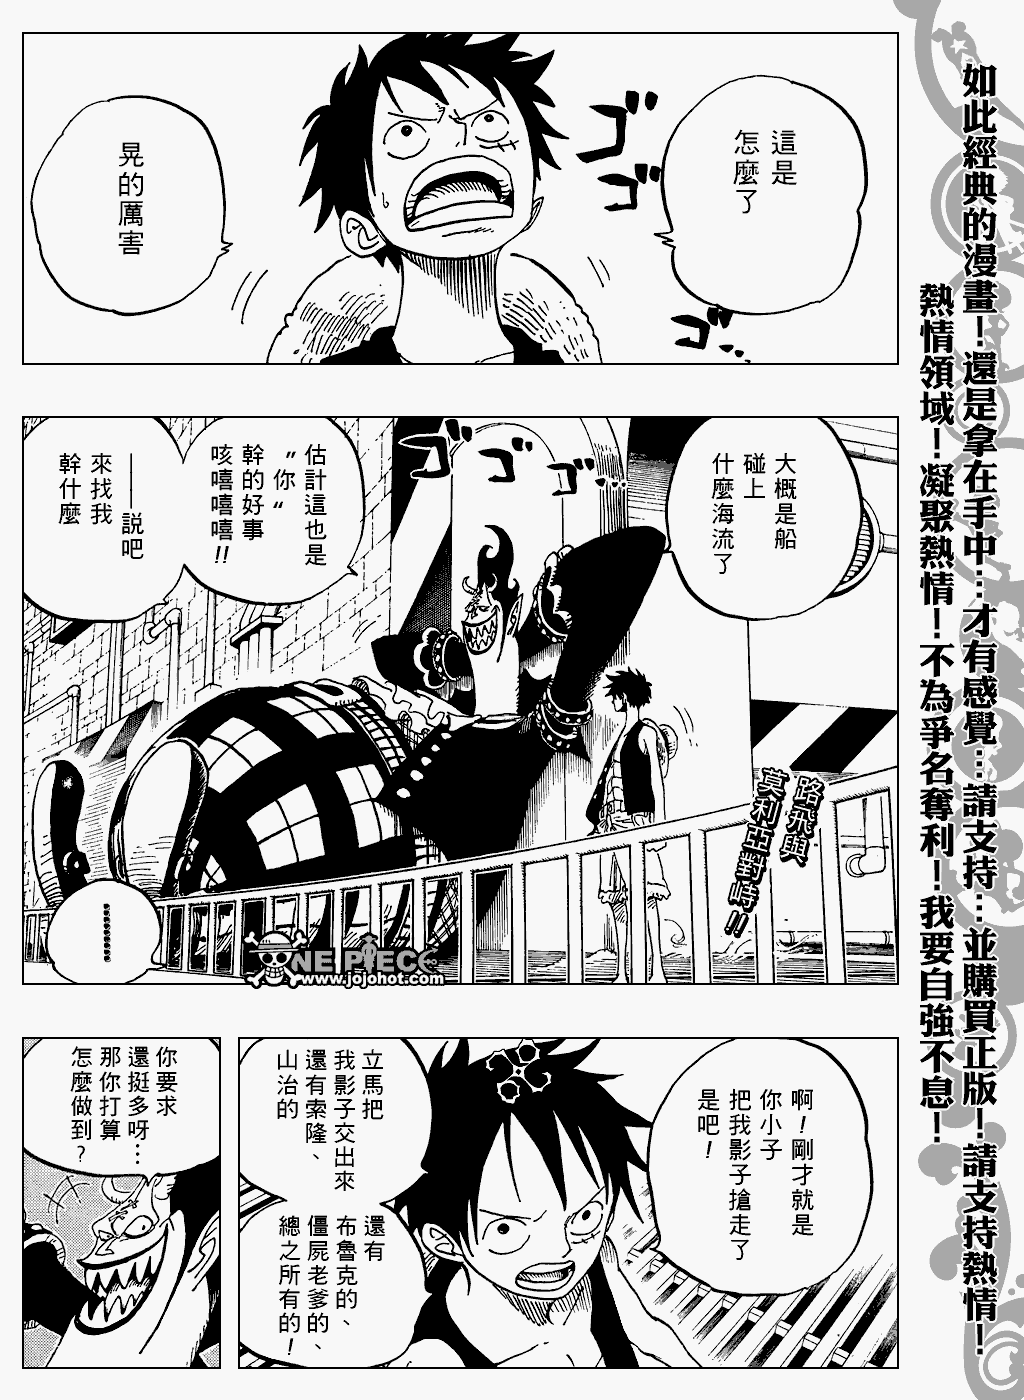 這是
怎麼了
ゴゴ
晃的厲害
ゴゴ
大概是船
碰上
什麼海流了
ゴゴゴ
估計這也是
〝你〞
幹的好事
咳嘻嘻嘻!!
——説吧
來找我
幹什麼
路飛與
莫利亞對峙!!
…………
ONE PIECE
www.jojohot.com
啊!剛才就是
你小子
把我影子搶走了
是吧!
立馬把
我影子交出來
還有索隆、
山治的
還有
布魯克的、
僵屍老爹的、
總之所有的!
你要求
還挺多呀…
那你打算
怎麼做到?
如此經典的漫畫!還是拿在手中…才有感覺…請支持…並購買正版!請支持熱情!
熱情領域!凝聚熱情!不為爭名奪利!我要自強不息!